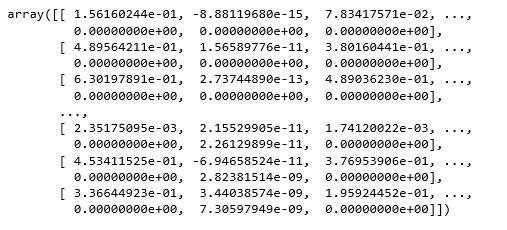 array([[ 1.56160244e-01, -8.88119680e-15,  7.83417571e-02, ...,
         0.00000000e+00,  0.00000000e+00,  0.00000000e+00],
       [ 4.89564211e-01,  1.56589776e-11,  3.80160441e-01, ...,
         0.00000000e+00,  0.00000000e+00,  0.00000000e+00],
       [ 6.30197891e-01,  2.73744890e-13,  4.89036230e-01, ...,
         0.00000000e+00,  0.00000000e+00,  0.00000000e+00],
       ...,
       [ 2.35175095e-03,  2.15529905e-11,  1.74120022e-03, ...,
         0.00000000e+00,  2.26129899e-11,  0.00000000e+00],
       [ 4.53411525e-01, -6.94658524e-11,  3.76953906e-01, ...,
         0.00000000e+00,  2.82381514e-09,  0.00000000e+00],
       [ 3.36644923e-01,  3.44038574e-09,  1.95924452e-01, ...,
         0.00000000e+00,  7.30597949e-09,  0.00000000e+00]])